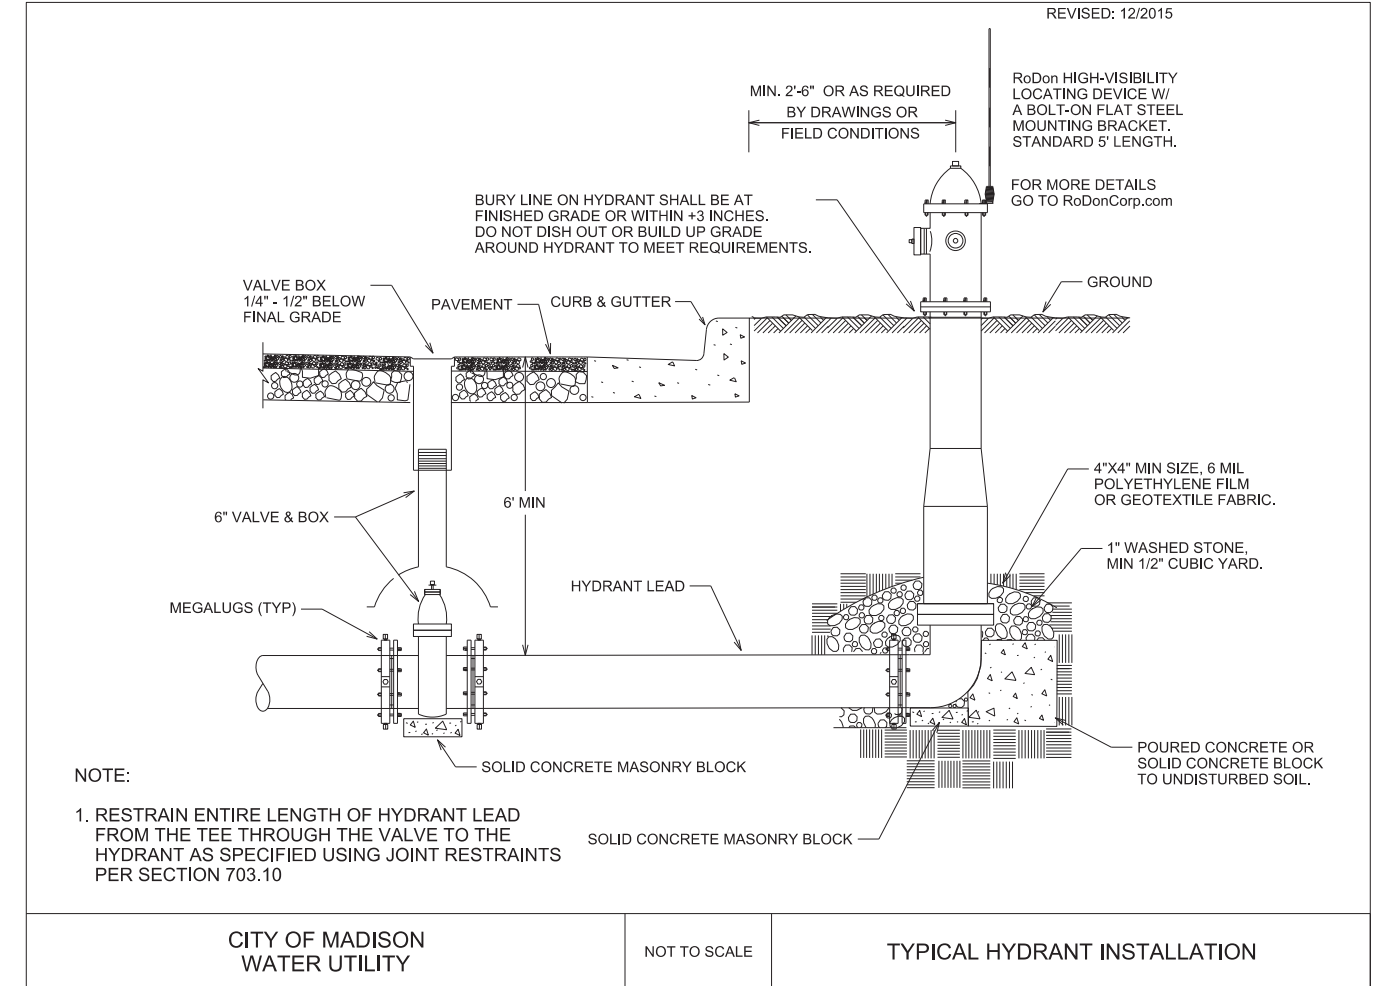 REVISED: 12/2015
RoDon HIGH-VISIBILITY
LOCATING DEVICE W/
A BOLT-ON FLAT STEEL
MOUNTING BRACKET.
STANDARD 5' LENGTH.
FOR MORE DETAILS
GO TO RoDonCorp.com
MIN. 2'-6" OR AS REQUIRED
BY DRAWINGS OR
FIELD CONDITIONS
BURY LINE ON HYDRANT SHALL BE AT
FINISHED GRADE OR WITHIN +3 INCHES.
DO NOT DISH OUT OR BUILD UP GRADE
AROUND HYDRANT TO MEET REQUIREMENTS.
VALVE BOX
1/4" - 1/2" BELOW
FINAL GRADE
PAVEMENT
CURB & GUTTER
GROUND
4"X4" MIN SIZE, 6 MIL
POLYETHYLENE FILM
OR GEOTEXTILE FABRIC.
6" VALVE & BOX
6' MIN
1" WASHED STONE,
MIN 1/2" CUBIC YARD.
HYDRANT LEAD
MEGALUGS (TYP)
POURED CONCRETE OR
SOLID CONCRETE BLOCK
TO UNDISTURBED SOIL.
SOLID CONCRETE MASONRY BLOCK
SOLID CONCRETE MASONRY BLOCK
NOTE:
1. RESTRAIN ENTIRE LENGTH OF HYDRANT LEAD
FROM THE TEE THROUGH THE VALVE TO THE
HYDRANT AS SPECIFIED USING JOINT RESTRAINTS
PER SECTION 703.10
CITY OF MADISON
WATER UTILITY
NOT TO SCALE
TYPICAL HYDRANT INSTALLATION